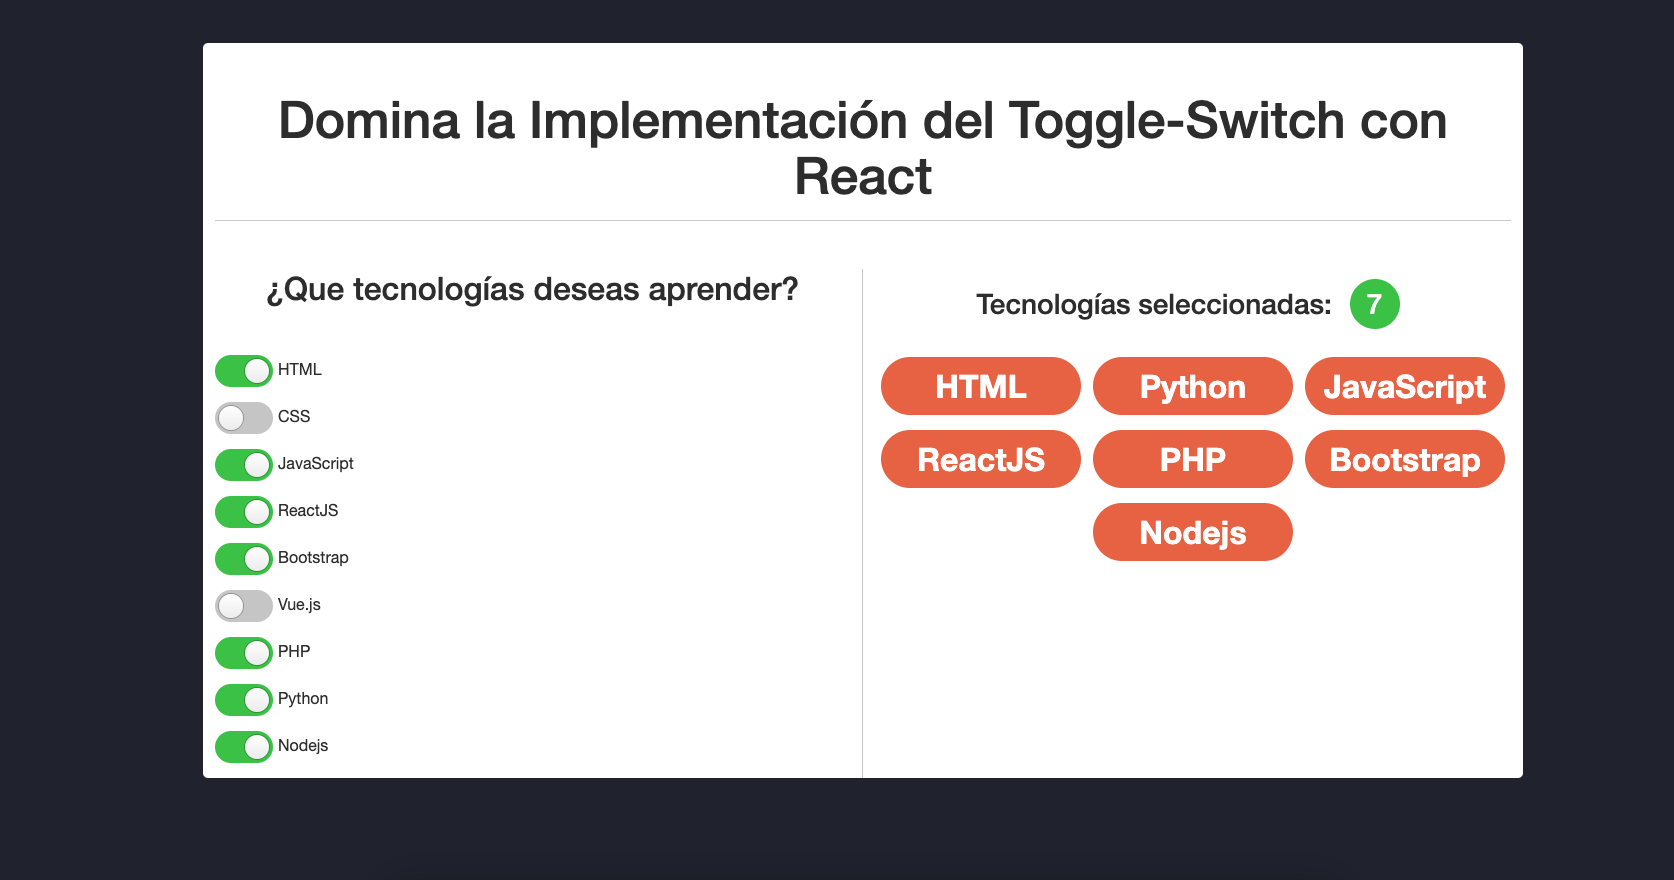 Domina la Implementación del Toggle-Switch con
React
¿Que tecnologías deseas aprender?
HTML
CSS
JavaScript
ReactJS
Bootstrap
Vue.js
PHP
Python
Nodejs
Tecnologías seleccionadas: 7
HTML Python JavaScript
ReactJS PHP Bootstrap
Nodejs